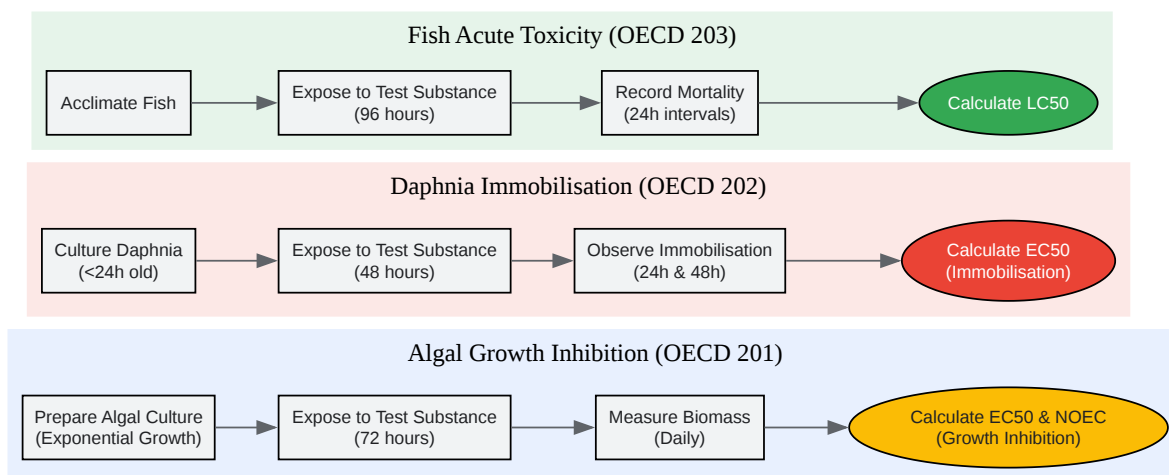 Fish Acute Toxicity (OECD 203)
Acclimate Fish
Expose to Test Substance
(96 hours)
Record Mortality
(24h intervals)
Calculate LC50
Daphnia Immobilisation (OECD 202)
Culture Daphnia
(<24h old)
Expose to Test Substance
(48 hours)
Observe Immobilisation
(24h & 48h)
Calculate EC50
(Immobilisation)
Algal Growth Inhibition (OECD 201)
Prepare Algal Culture
(Exponential Growth)
Expose to Test Substance
(72 hours)
Measure Biomass
(Daily)
Calculate EC50 & NOEC
(Growth Inhibition)